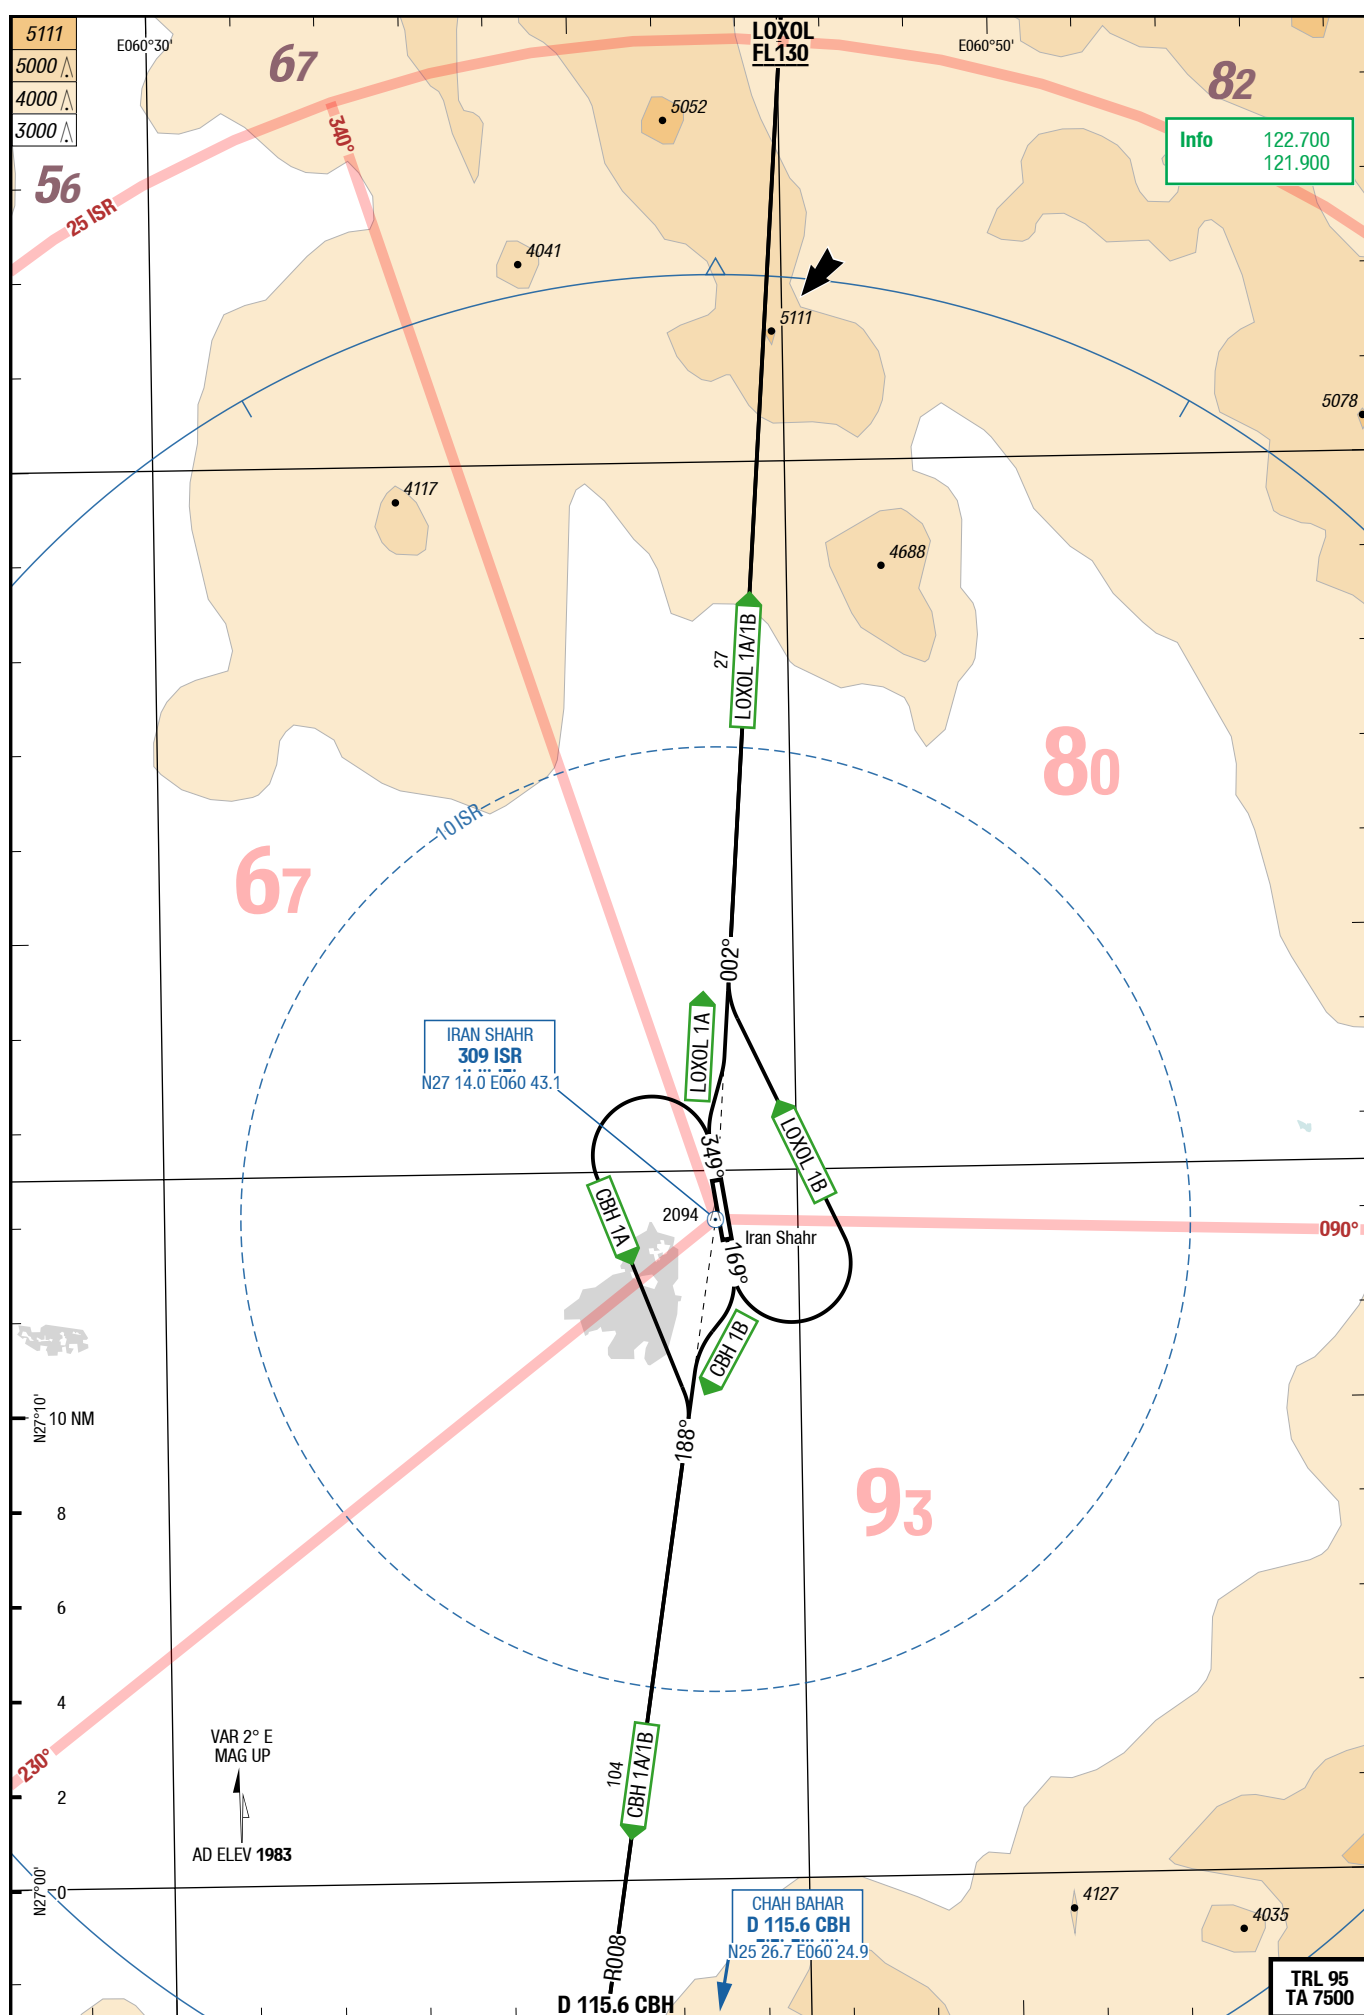 5111
5000
4000
3000
E060°30'
67
LOXOL
FL130
E060°50'
82
5052
340°
Info 122.700
121.900
56
25 ISR
4041
5111
5078
4117
4688
27
LOXOL 1A/1B
80
10 ISR
67
002°
LOXOL 1A
IRAN SHAHR
309 ISR
N27 14.0 E060 43.1
349°
LOXOL 1B
CBH 1A
2094
Iran Shahr
090°
169°
CBH 1B
N27°10'
10 NM
188°
93
8
6
4
230°
VAR 2° E
MAG UP
104
CBH 1A/1B
2
AD ELEV 1983
N27°00'
0
CHAH BAHAR
D 115.6 CBH
N25 26.7 E060 24.9
4127
4035
R008
D 115.6 CBH
TRL 95
TA 7500